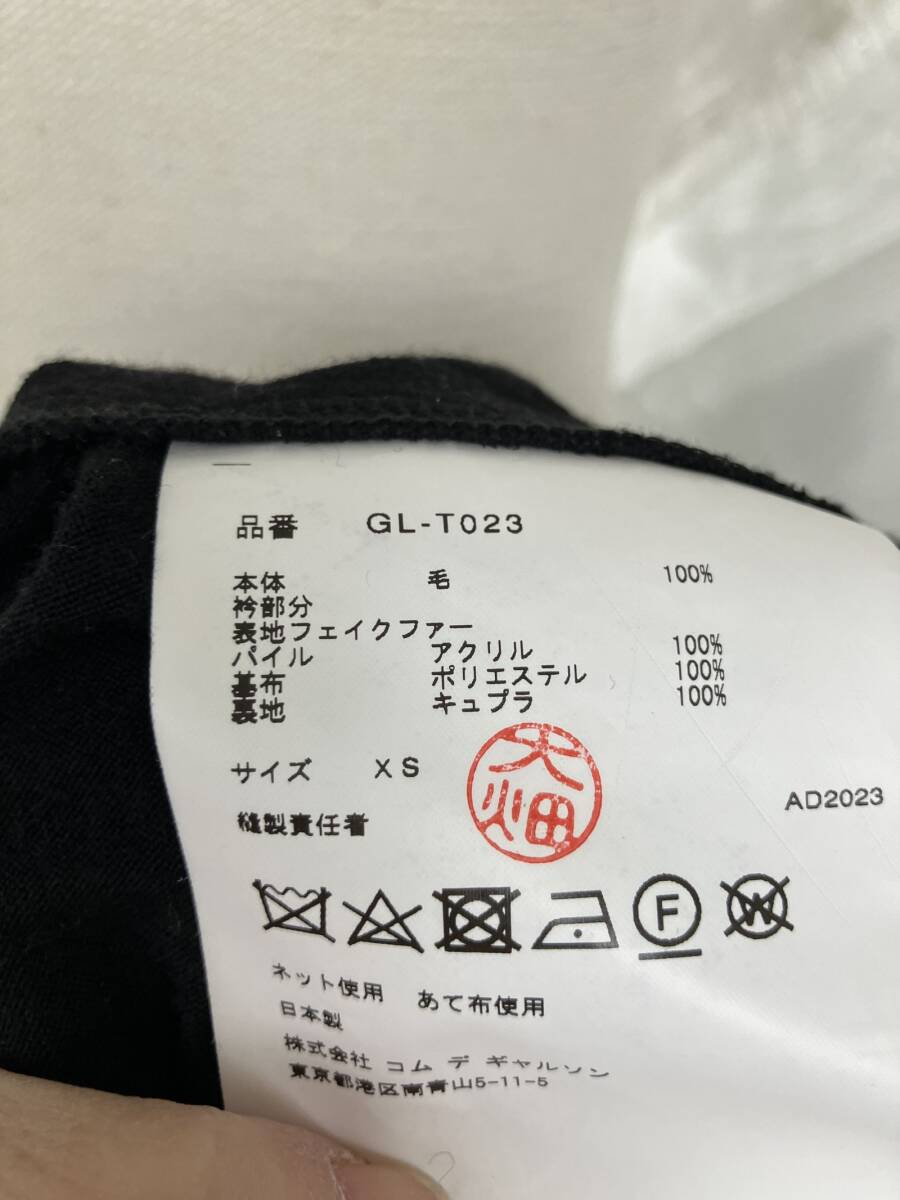 品番 GL-T023
本体 毛 100%
衿部分
表地フェイクファー
パイル アクリル 100%
基布 ポリエステル 100%
裏地 キュプラ 100%
サイズ XS
大畑
AD2023
縫製責任者
F W
ネット使用 あて布使用
日本製
株式会社 コム デ ギャルソン
東京都港区南青山5-11-5
2